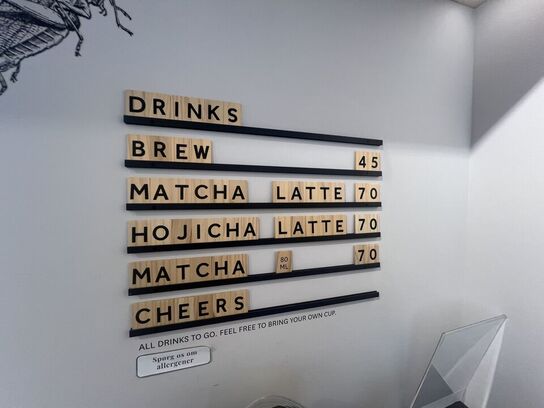 DRINKS
BREW 45
MATCHA LATTE 70
HOJICHA LATTE 70
MATCHA 80 ML 70
CHEERS
ALL DRINKS TO GO. FEEL FREE TO BRING YOUR OWN CUP.
Spørg os om
allergener